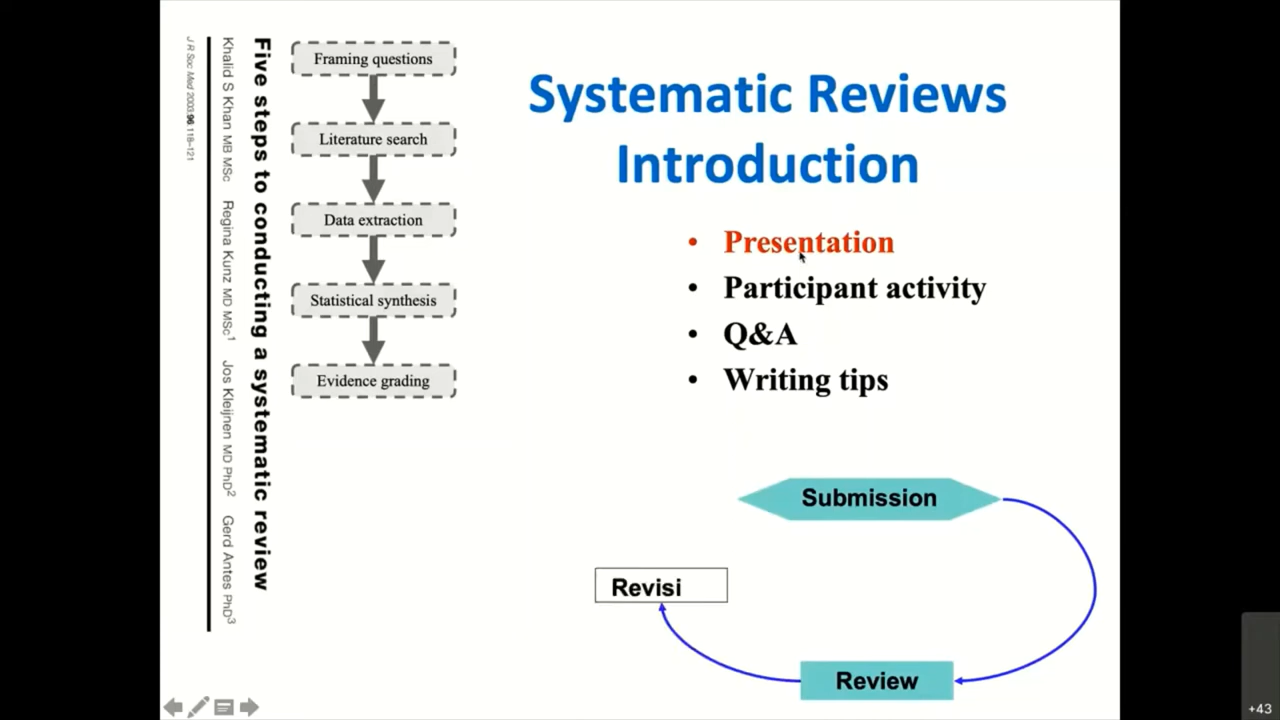 Five steps to conducting a systematic review
Khalid S Khan MB MSc Regina Kunz MD MSc1 Jos Kleijnen MD PhD2 Gerd Antes PhD3
J R Soc Med 2003;96:118–121
Framing questions
Literature search
Data extraction
Statistical synthesis
Evidence grading
Systematic Reviews
Introduction
• Presentation
• Participant activity
• Q&A
• Writing tips
Submission
Revisi
Review
+43